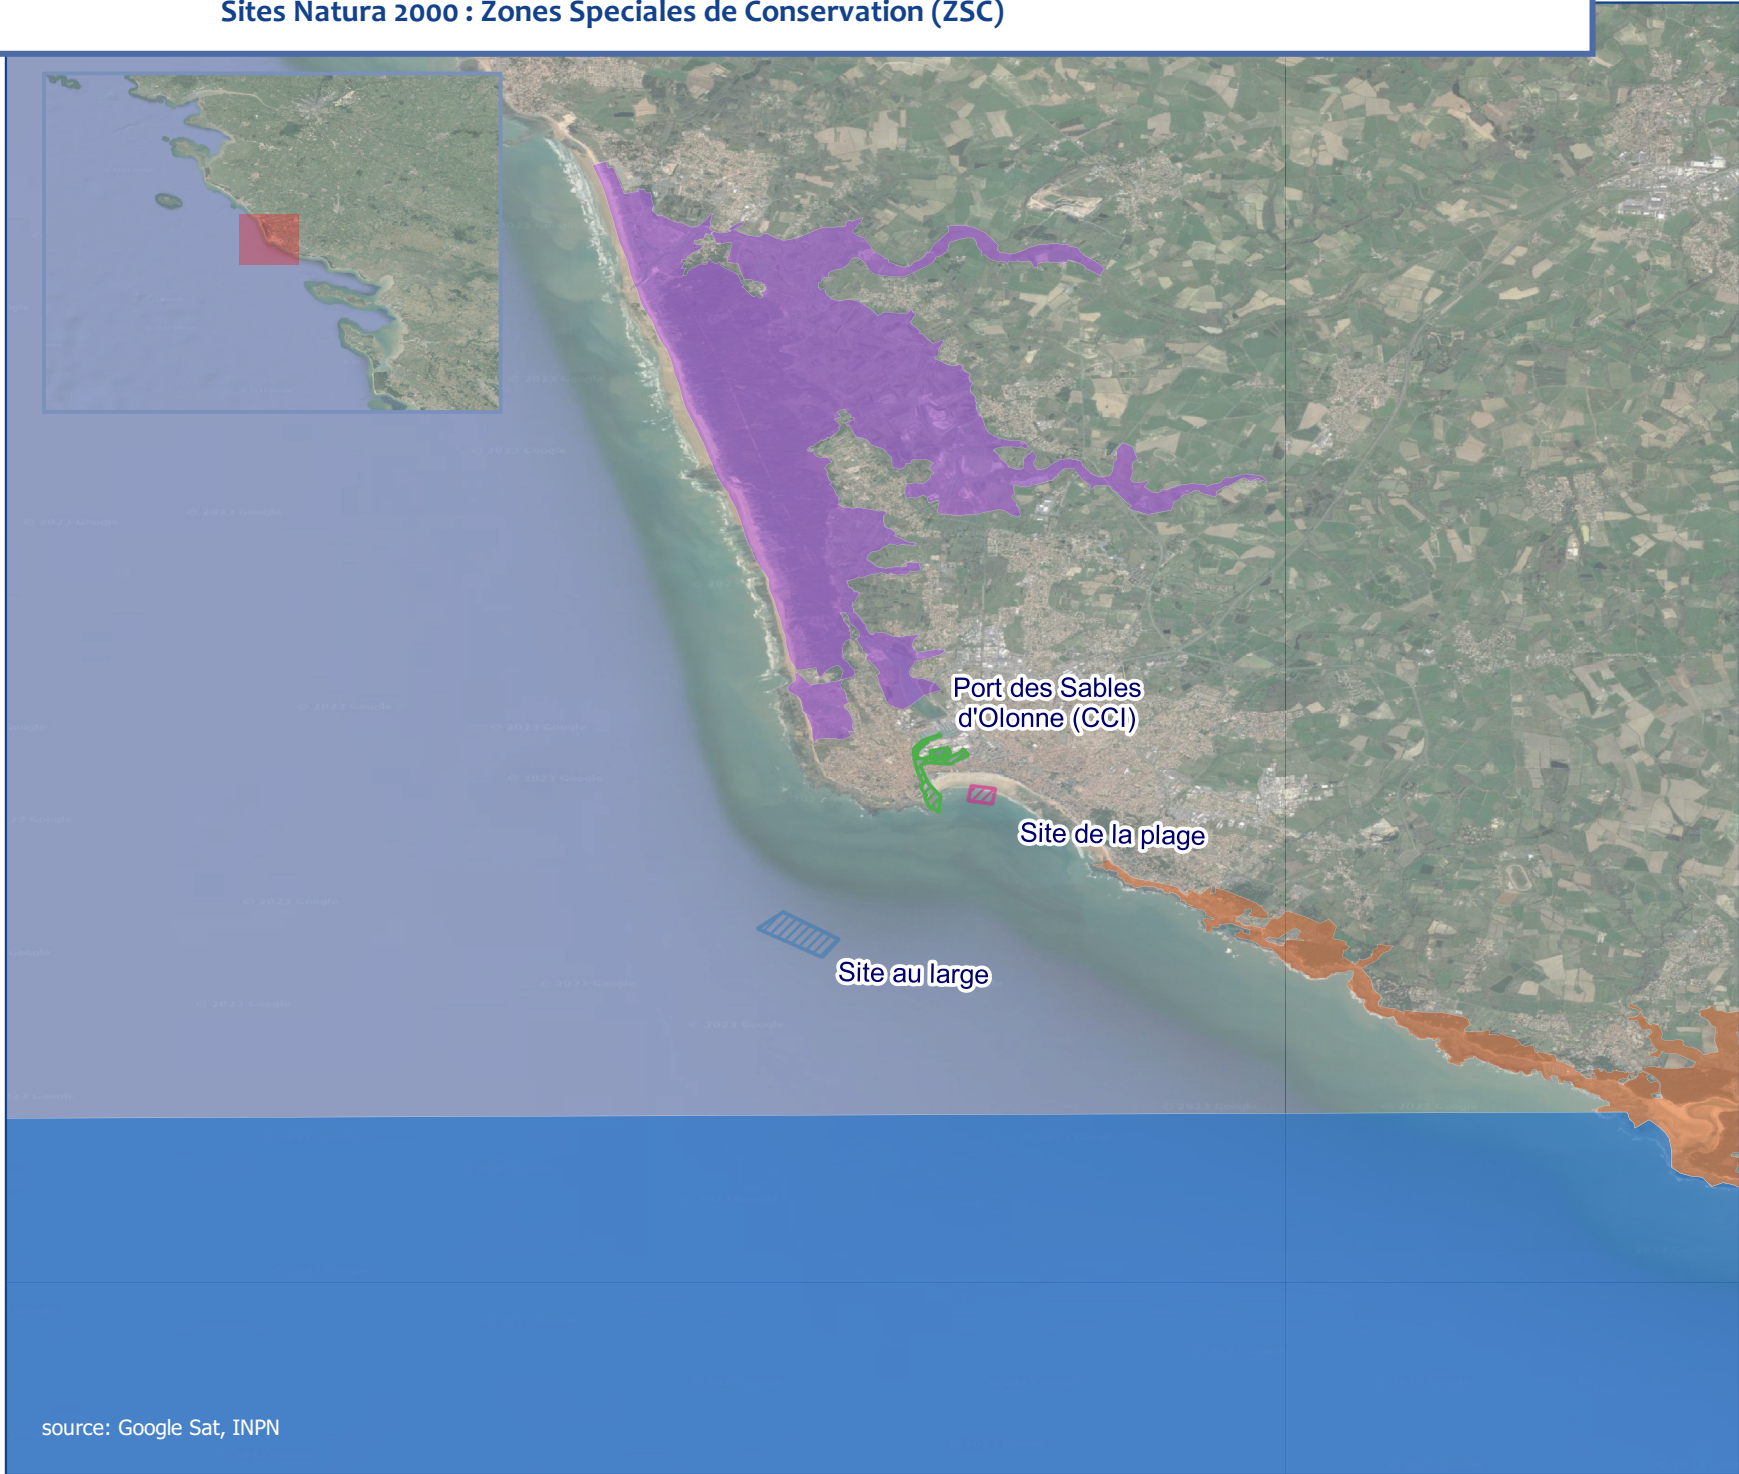 Sites Natura 2000 : Zones Speciales de Conservation (ZSC)
Port des Sables
d'Olonne (CCI)
Site de la plage
Site au large
source: Google Sat, INPN